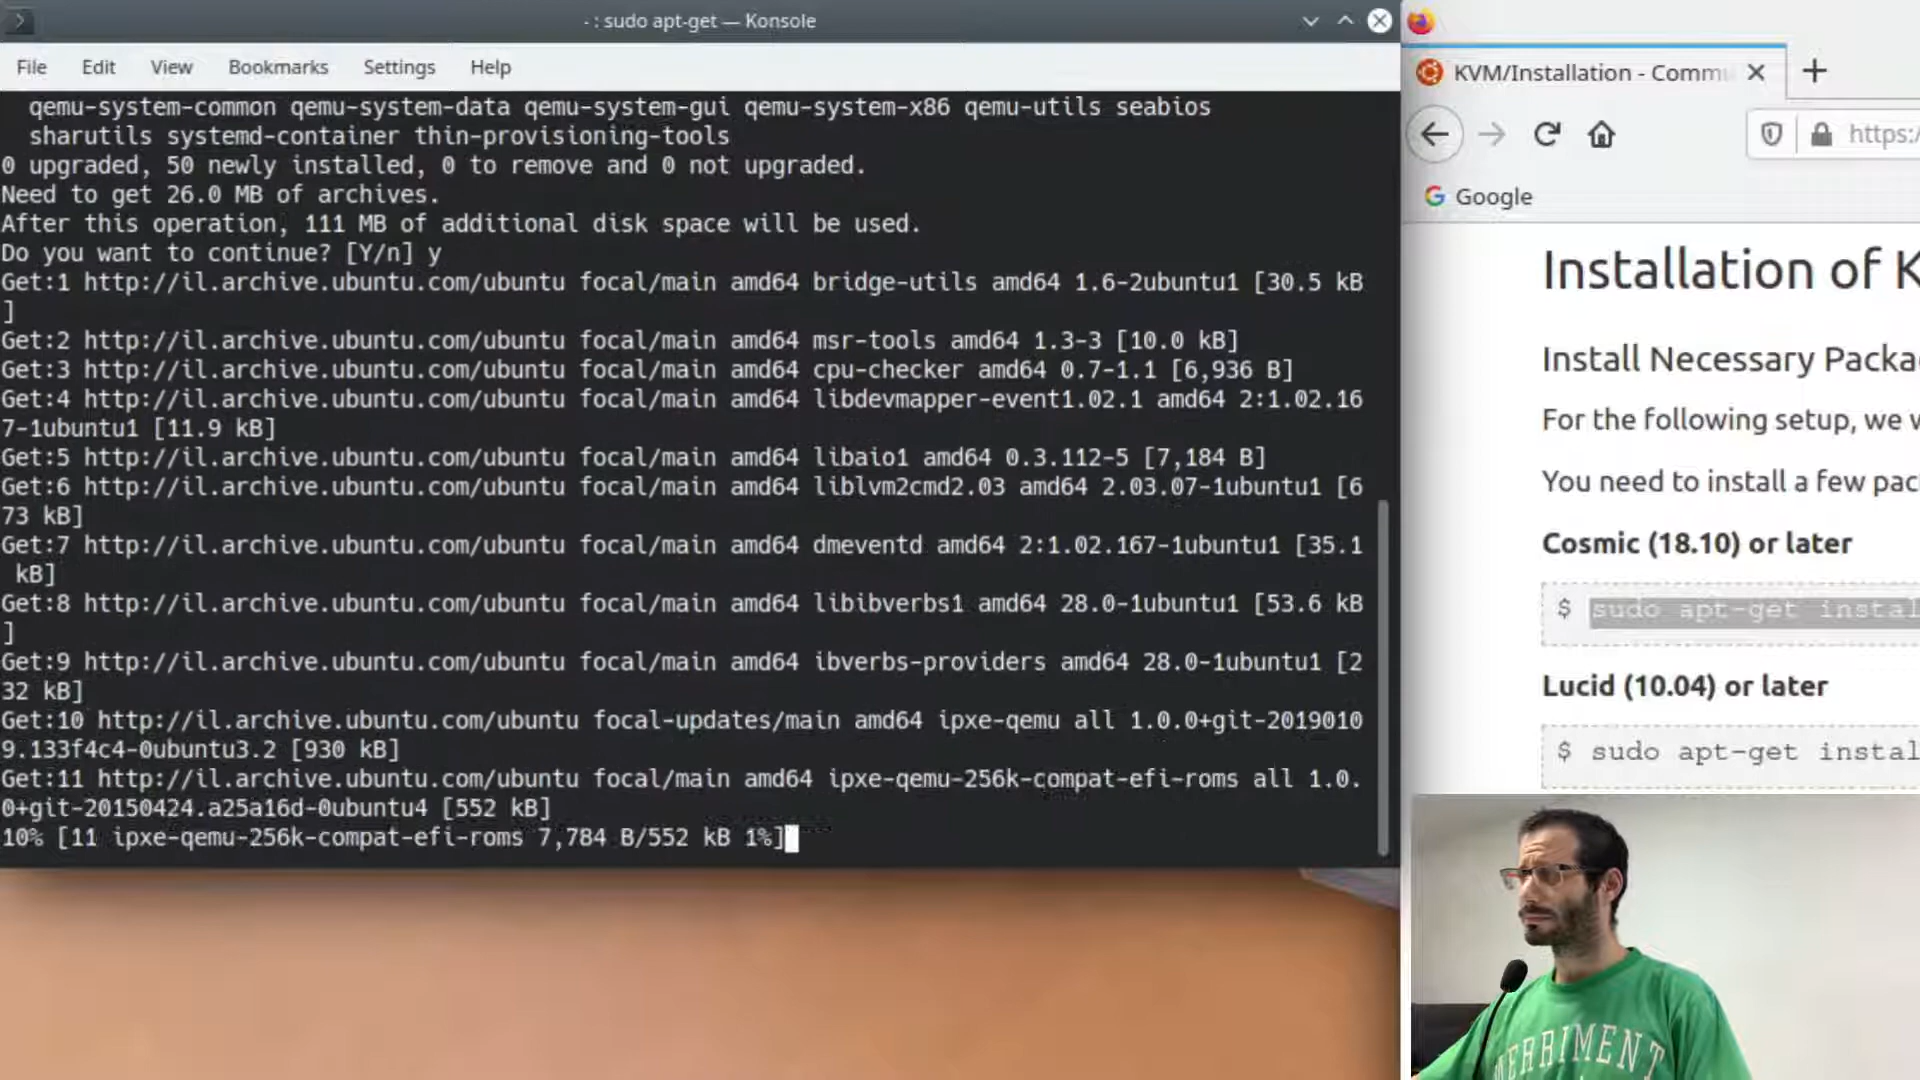 - : sudo apt-get — Konsole
File Edit View Bookmarks Settings Help
qemu-system-common qemu-system-data qemu-system-gui qemu-system-x86 qemu-utils seabios
sharutils systemd-container thin-provisioning-tools
0 upgraded, 50 newly installed, 0 to remove and 0 not upgraded.
Need to get 26.0 MB of archives.
After this operation, 111 MB of additional disk space will be used.
Do you want to continue? [Y/n] y
Get:1 http://il.archive.ubuntu.com/ubuntu focal/main amd64 bridge-utils amd64 1.6-2ubuntu1 [30.5 kB
]
Get:2 http://il.archive.ubuntu.com/ubuntu focal/main amd64 msr-tools amd64 1.3-3 [10.0 kB]
Get:3 http://il.archive.ubuntu.com/ubuntu focal/main amd64 cpu-checker amd64 0.7-1.1 [6,936 B]
Get:4 http://il.archive.ubuntu.com/ubuntu focal/main amd64 libdevmapper-event1.02.1 amd64 2:1.02.16
7-1ubuntu1 [11.9 kB]
Get:5 http://il.archive.ubuntu.com/ubuntu focal/main amd64 libaio1 amd64 0.3.112-5 [7,184 B]
Get:6 http://il.archive.ubuntu.com/ubuntu focal/main amd64 liblvm2cmd2.03 amd64 2.03.07-1ubuntu1 [6
73 kB]
Get:7 http://il.archive.ubuntu.com/ubuntu focal/main amd64 dmeventd amd64 2:1.02.167-1ubuntu1 [35.1
kB]
Get:8 http://il.archive.ubuntu.com/ubuntu focal/main amd64 libibverbs1 amd64 28.0-1ubuntu1 [53.6 kB
]
Get:9 http://il.archive.ubuntu.com/ubuntu focal/main amd64 ibverbs-providers amd64 28.0-1ubuntu1 [2
32 kB]
Get:10 http://il.archive.ubuntu.com/ubuntu focal-updates/main amd64 ipxe-qemu all 1.0.0+git-2019010
9.133f4c4-0ubuntu3.2 [930 kB]
Get:11 http://il.archive.ubuntu.com/ubuntu focal/main amd64 ipxe-qemu-256k-compat-efi-roms all 1.0.
0+git-20150424.a25a16d-0ubuntu4 [552 kB]
10% [11 ipxe-qemu-256k-compat-efi-roms 7,784 B/552 kB 1%]
KVM/Installation - Commu
https:/
Google
Installation of K
Install Necessary Packa
For the following setup, we w
You need to install a few pac
Cosmic (18.10) or later
$ sudo apt-get instal
Lucid (10.04) or later
$ sudo apt-get instal
MERRIMENT